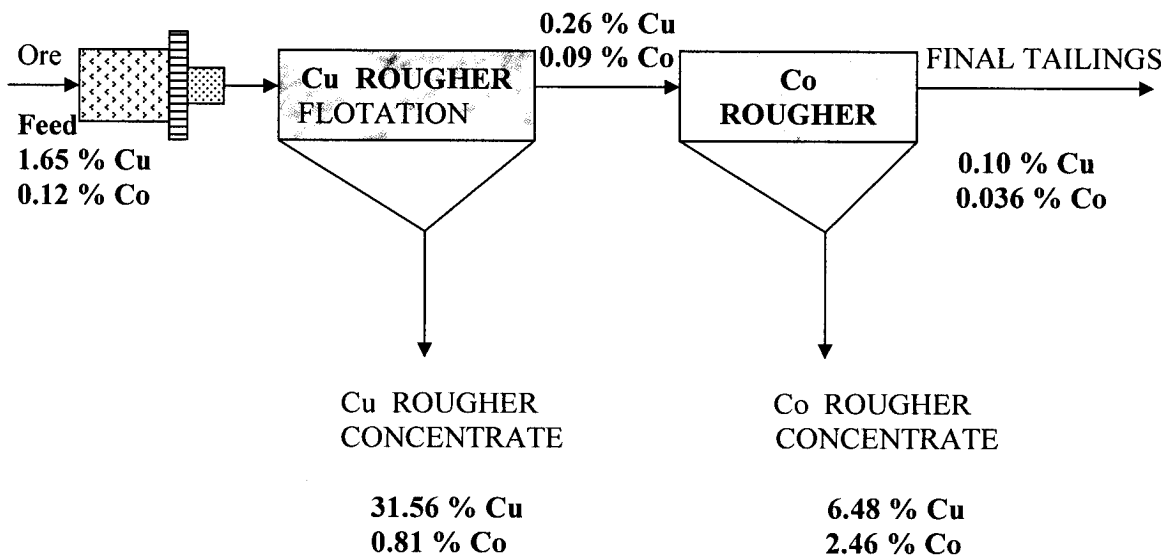 Ore
Feed
1.65 % Cu
0.12 % Co
Cu ROUGHER
FLOTATION
0.26 % Cu
0.09 % Co
Co
ROUGHER
FINAL TAILINGS
0.10 % Cu
0.036 % Co
Cu ROUGHER
CONCENTRATE
31.56 % Cu
0.81 % Co
Co ROUGHER
CONCENTRATE
6.48 % Cu
2.46 % Co